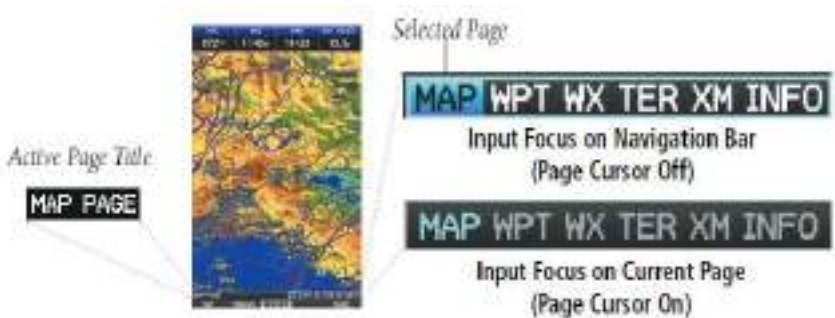 Selected Page
MAP WPT WX TER XM INFO
Input Focus on Navigation Bar
(Page Cursor Off)
Active Page Title
MAP PAGE
MAP WPT WX TER XM INFO
Input Focus on Current Page
(Page Cursor On)